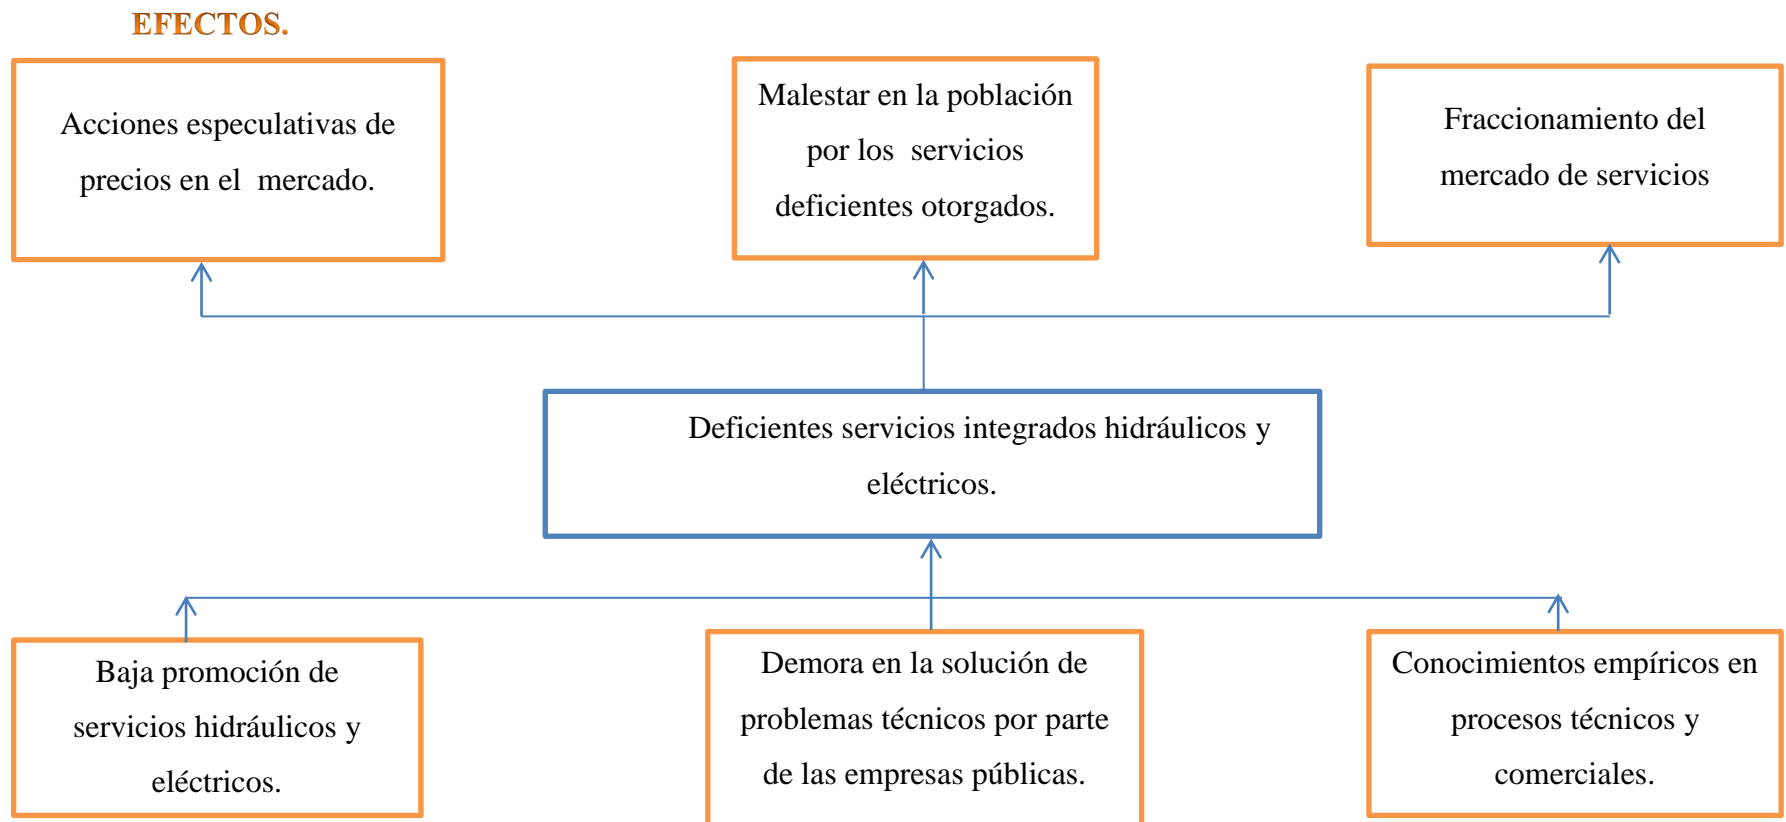 EFECTOS.
Acciones especulativas de
precios en el mercado.
Malestar en la población
por los servicios
deficientes otorgados.
Fraccionamiento del
mercado de servicios
Deficientes servicios integrados hidráulicos y
eléctricos.
Baja promoción de
servicios hidráulicos y
eléctricos.
Demora en la solución de
problemas técnicos por parte
de las empresas públicas.
Conocimientos empíricos en
procesos técnicos y
comerciales.